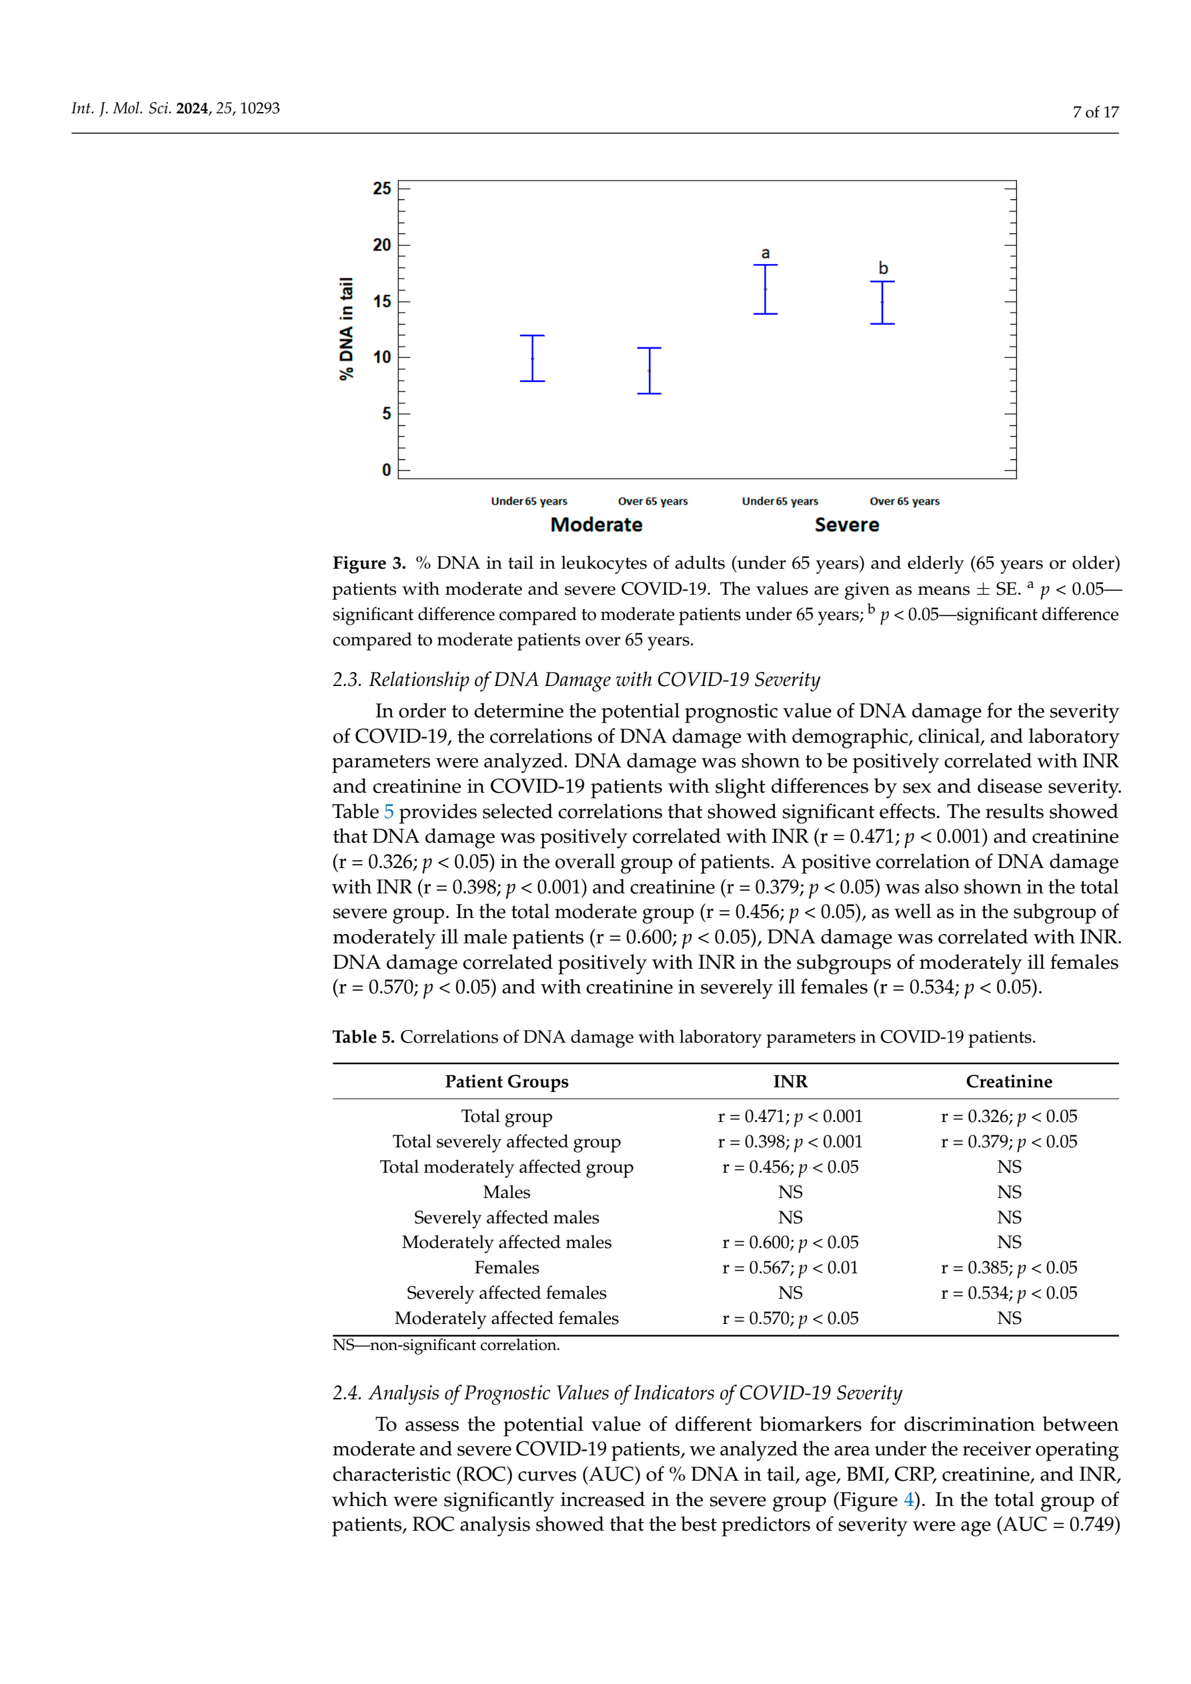 Int. J. Mol. Sci. 2024, 25, 10293
7 of 17
25
20
15
10
5
0
% DNA in tail
a
b
Under 65 years Over 65 years Under 65 years Over 65 years
Moderate Severe
Figure 3. % DNA in tail in leukocytes of adults (under 65 years) and elderly (65 years or older)
patients with moderate and severe COVID-19. The values are given as means ± SE. a p < 0.05—
significant difference compared to moderate patients under 65 years; b p < 0.05—significant difference
compared to moderate patients over 65 years.
2.3. Relationship of DNA Damage with COVID-19 Severity
In order to determine the potential prognostic value of DNA damage for the severity
of COVID-19, the correlations of DNA damage with demographic, clinical, and laboratory
parameters were analyzed. DNA damage was shown to be positively correlated with INR
and creatinine in COVID-19 patients with slight differences by sex and disease severity.
Table 5 provides selected correlations that showed significant effects. The results showed
that DNA damage was positively correlated with INR (r = 0.471; p < 0.001) and creatinine
(r = 0.326; p < 0.05) in the overall group of patients. A positive correlation of DNA damage
with INR (r = 0.398; p < 0.001) and creatinine (r = 0.379; p < 0.05) was also shown in the total
severe group. In the total moderate group (r = 0.456; p < 0.05), as well as in the subgroup of
moderately ill male patients (r = 0.600; p < 0.05), DNA damage was correlated with INR.
DNA damage correlated positively with INR in the subgroups of moderately ill females
(r = 0.570; p < 0.05) and with creatinine in severely ill females (r = 0.534; p < 0.05).
Table 5. Correlations of DNA damage with laboratory parameters in COVID-19 patients.
Patient Groups INR Creatinine
Total group r = 0.471; p < 0.001 r = 0.326; p < 0.05
Total severely affected group r = 0.398; p < 0.001 r = 0.379; p < 0.05
Total moderately affected group r = 0.456; p < 0.05 NS
Males NS NS
Severely affected males NS NS
Moderately affected males r = 0.600; p < 0.05 NS
Females r = 0.567; p < 0.01 r = 0.385; p < 0.05
Severely affected females NS r = 0.534; p < 0.05
Moderately affected females r = 0.570; p < 0.05 NS
NS—non-significant correlation.
2.4. Analysis of Prognostic Values of Indicators of COVID-19 Severity
To assess the potential value of different biomarkers for discrimination between
moderate and severe COVID-19 patients, we analyzed the area under the receiver operating
characteristic (ROC) curves (AUC) of % DNA in tail, age, BMI, CRP, creatinine, and INR,
which were significantly increased in the severe group (Figure 4). In the total group of
patients, ROC analysis showed that the best predictors of severity were age (AUC = 0.749)